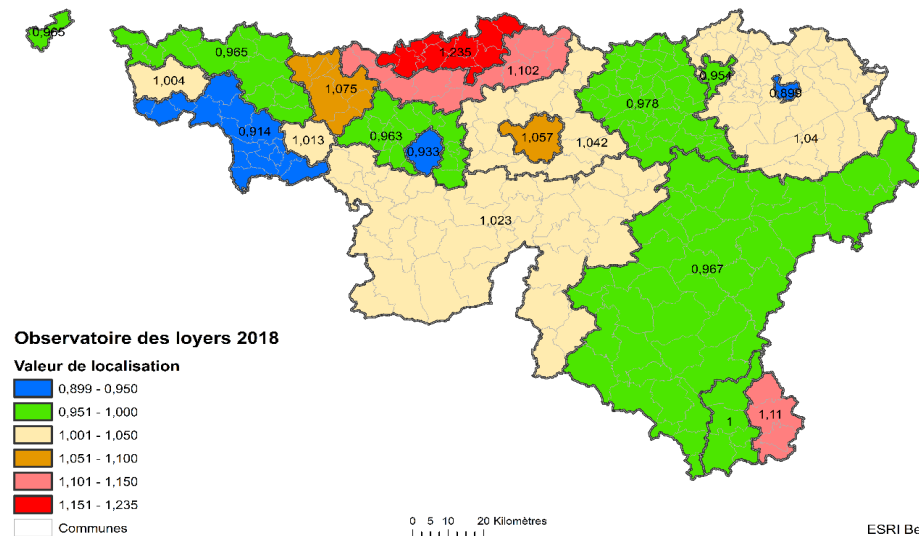 0,965
0,965
1,235
1,004
1,075
1,102
0,954
0,899
0,978
0,914
1,013
0,963
0,933
1,057
1,042
1,04
1,023
0,967
1
1,11
Observatoire des loyers 2018
Valeur de localisation
0,899 - 0,950
0,951 - 1,000
1,001 - 1,050
1,051 - 1,100
1,101 - 1,150
1,151 - 1,235
Communes
0 5 10 20 Kilomètres
ESRI Be